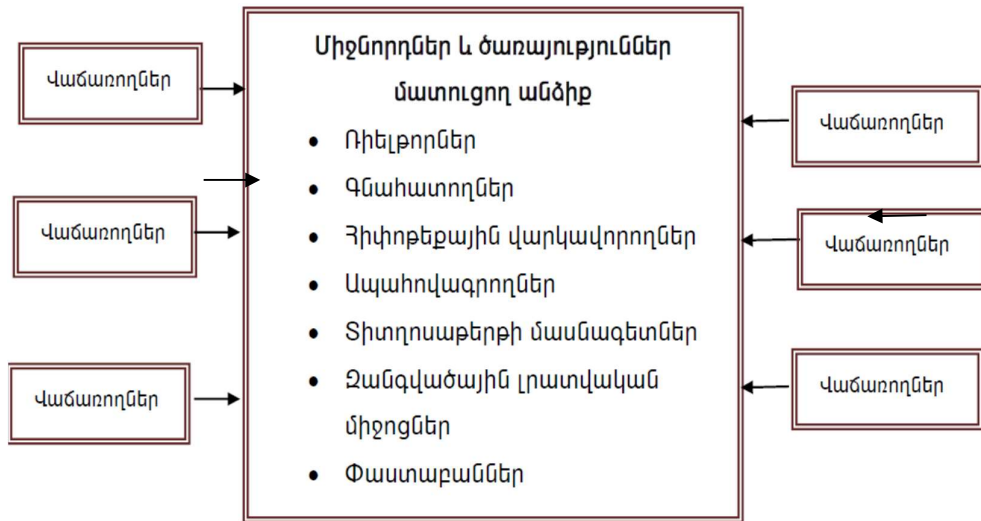 Վաճառողներ
Վաճառողներ
Վաճառողներ
Միջնորդներ և ծառայություններ
մատուցող անձիք
• Ռիելթորներ
• Գնահատողներ
• Հիփոթեքային վարկավորողներ
• Ապահովագրողներ
• Տիտղոսաթերթի մասնագետներ
• Զանգվածային լրատվական
միջոցներ
• Փաստաբաններ
Վաճառողներ
Վաճառողներ
Վաճառողներ